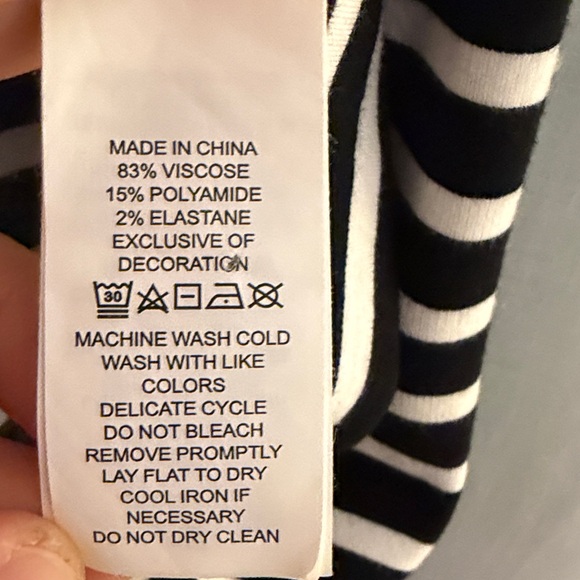 MADE IN CHINA
83% VISCOSE
15% POLYAMIDE
2% ELASTANE
EXCLUSIVE OF
DECORATION
30
MACHINE WASH COLD
WASH WITH LIKE
COLORS
DELICATE CYCLE
DO NOT BLEACH
REMOVE PROMPTLY
LAY FLAT TO DRY
COOL IRON IF
NECESSARY
DO NOT DRY CLEAN